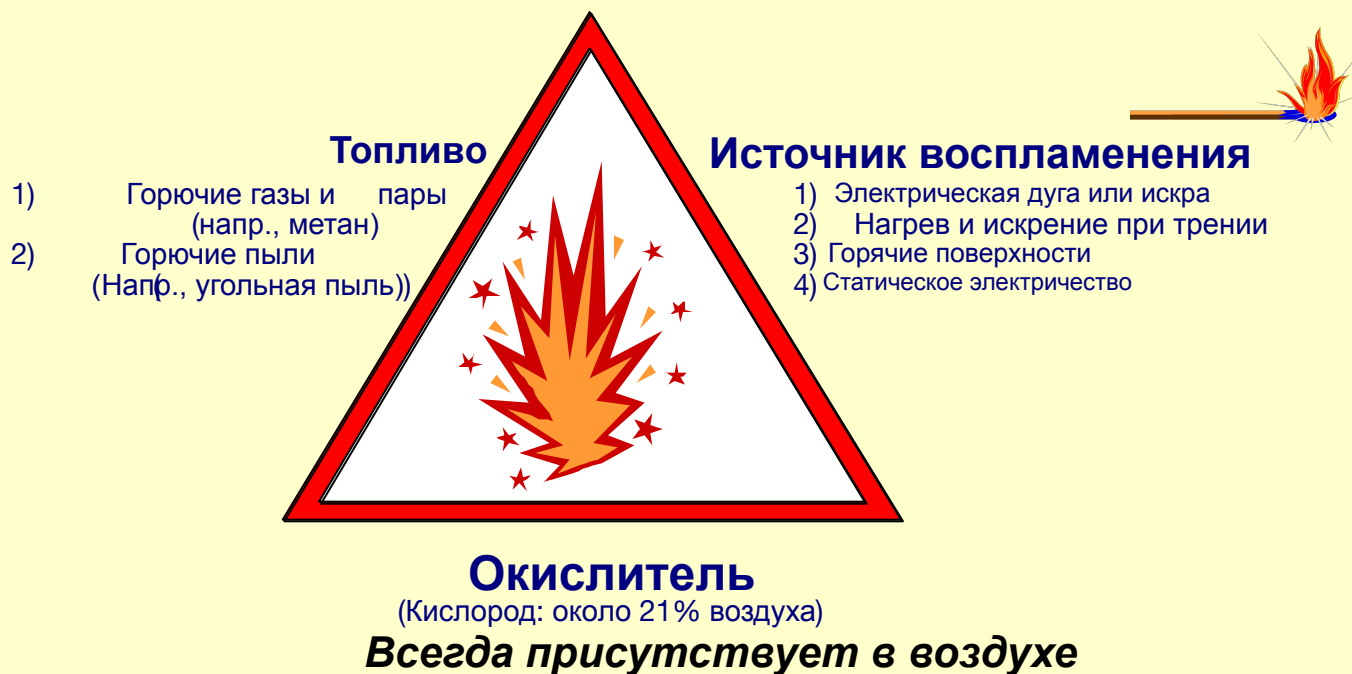 Топливо
1) Горючие газы и пары
(напр., метан)
2) Горючие пыли
(Напр., угольная пыль))
Источник воспламенения
1) Электрическая дуга или искра
2) Нагрев и искрение при трении
3) Горячие поверхности
4) Статическое электричество
Окислитель
(Кислород: около 21% воздуха)
Всегда присутствует в воздухе